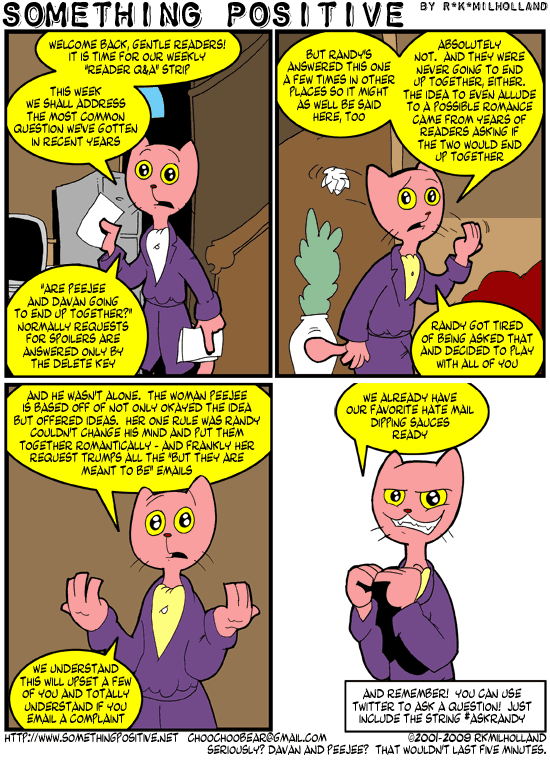 SOMETHING POSITIVE
BY R*K*MILHOLLAND
WELCOME BACK, GENTLE READERS!
IT IS TIME FOR OUR WEEKLY
"READER Q&A" STRIP
THIS WEEK
WE SHALL ADDRESS
THE MOST COMMON
QUESTION WE'VE GOTTEN
IN RECENT YEARS
"ARE PEEJEE
AND DAVAN GOING
TO END UP TOGETHER?"
NORMALLY REQUESTS
FOR SPOILERS ARE
ANSWERED ONLY BY
THE DELETE KEY
BUT RANDY'S
ANSWERED THIS ONE
A FEW TIMES IN OTHER
PLACES SO IT MIGHT
AS WELL BE SAID
HERE, TOO
ABSOLUTELY
NOT. AND THEY WERE
NEVER GOING TO END
UP TOGETHER, EITHER.
THE IDEA TO EVEN ALLUDE
TO A POSSIBLE ROMANCE
CAME FROM YEARS OF
READERS ASKING IF
THE TWO WOULD END
UP TOGETHER
RANDY GOT TIRED
OF BEING ASKED THAT
AND DECIDED TO PLAY
WITH ALL OF YOU
AND HE WASN'T ALONE. THE WOMAN PEEJEE
IS BASED OFF OF NOT ONLY OKAYED THE IDEA
BUT OFFERED IDEAS. HER ONE RULE WAS RANDY
COULDN'T CHANGE HIS MIND AND PUT THEM
TOGETHER ROMANTICALLY - AND FRANKLY HER
REQUEST TRUMPS ALL THE "BUT THEY ARE
MEANT TO BE" EMAILS
WE UNDERSTAND
THIS WILL UPSET A FEW
OF YOU AND TOTALLY
UNDERSTAND IF YOU
EMAIL A COMPLAINT
WE ALREADY HAVE
OUR FAVORITE HATE MAIL
DIPPING SAUCES
READY
AND REMEMBER! YOU CAN USE
TWITTER TO ASK A QUESTION! JUST
INCLUDE THE STRING #ASKRANDY
HTTP://WWW.SOMETHINGPOSITIVE.NET CHOOCHOOBEAR@GMAIL.COM ©2001-2009 RKMILHOLLAND
SERIOUSLY? DAVAN AND PEEJEE? THAT WOULDN'T LAST FIVE MINUTES.